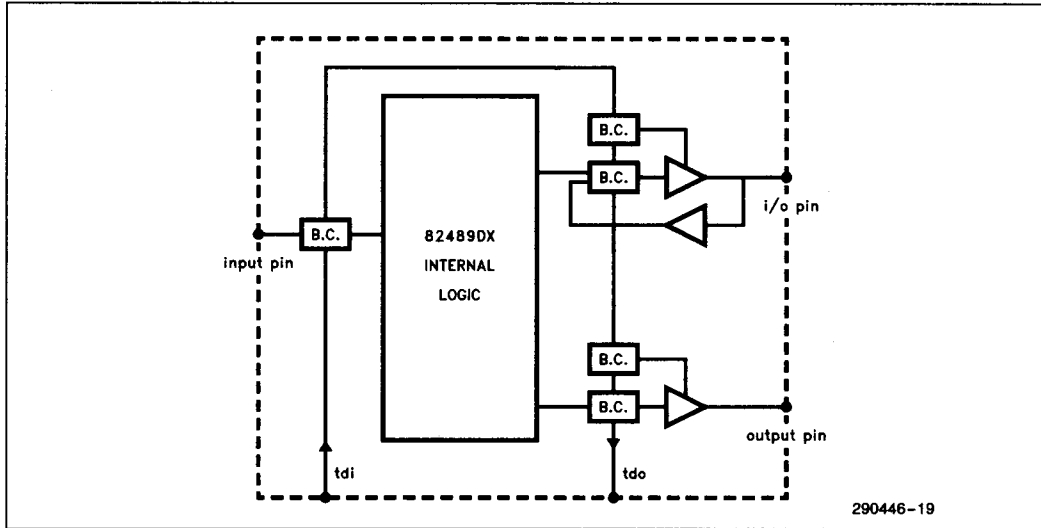 B.C.
B.C.
i/o pin
B.C.
input pin
82489DX
INTERNAL
LOGIC
B.C.
B.C.
output pin
tdi
tdo
290446-19